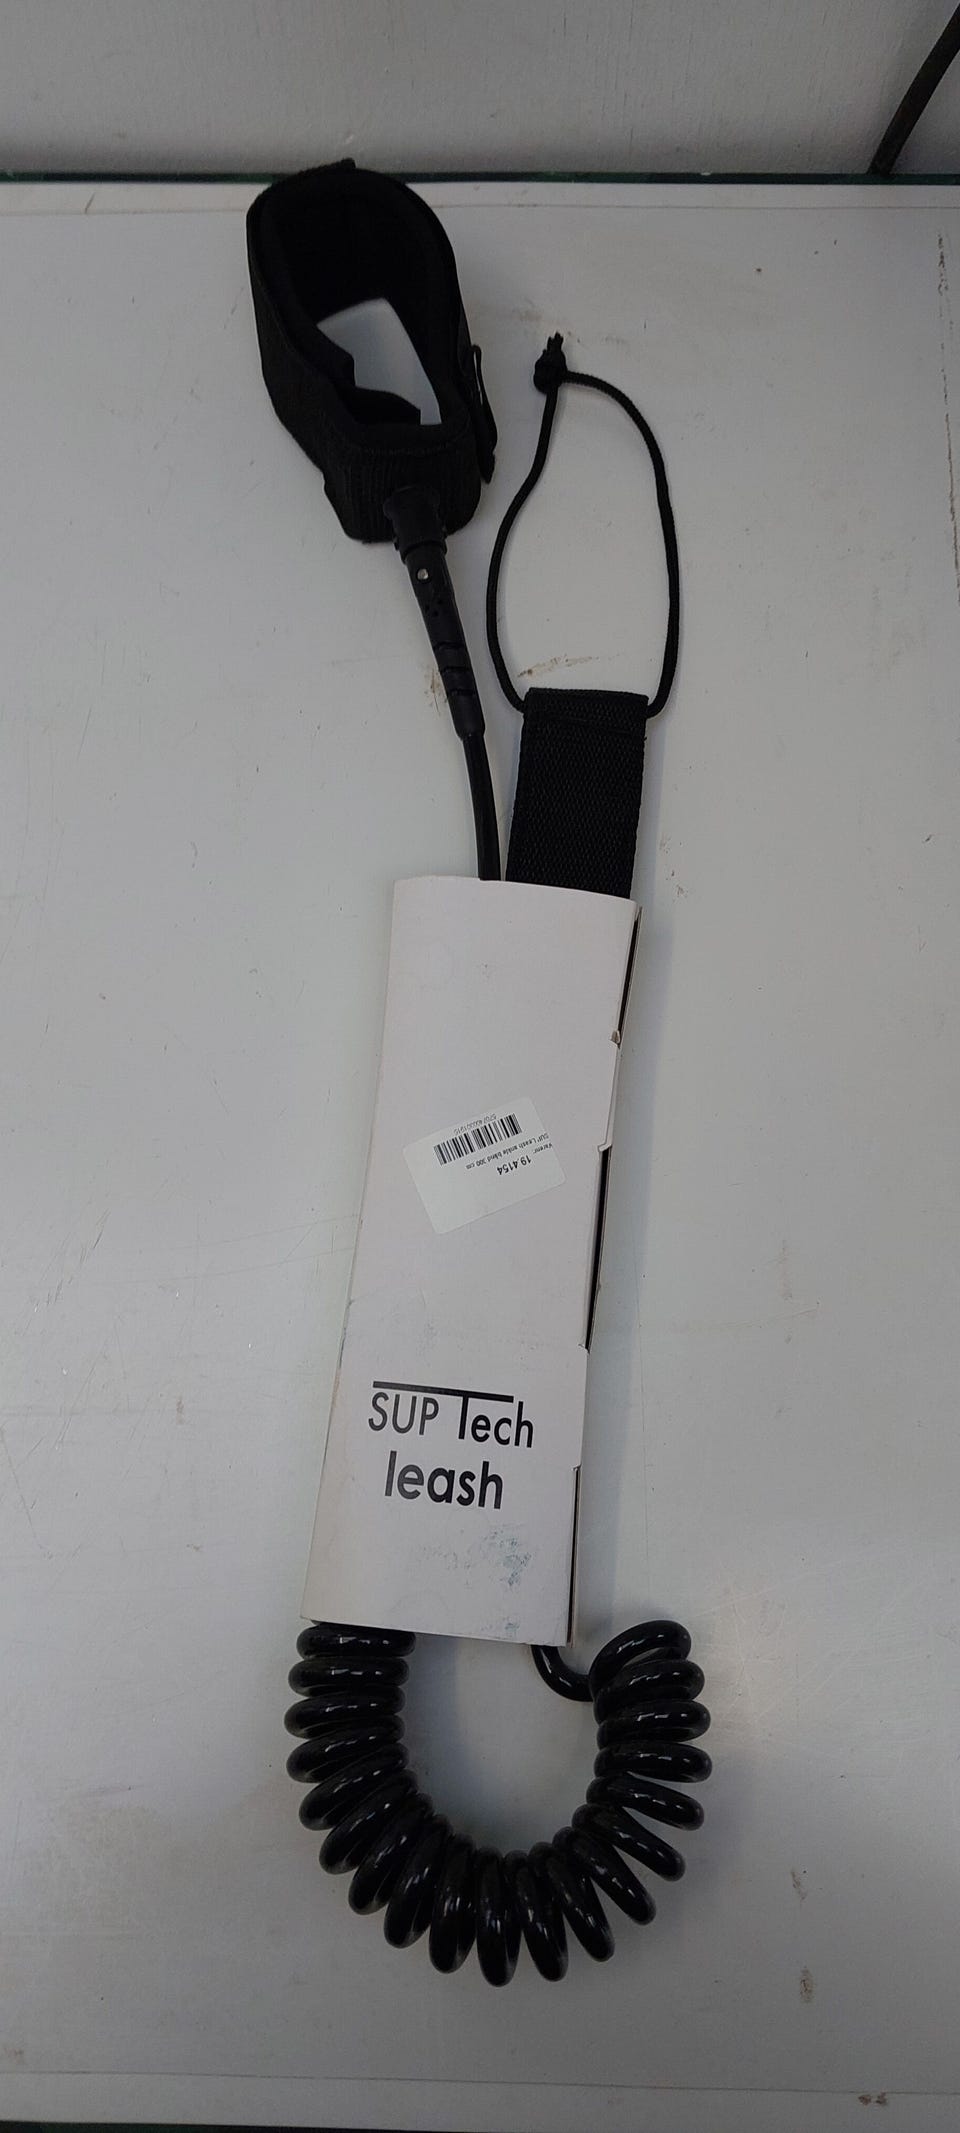 Varenr.: 19.4154
SUP Leash ankle bånd 300 cm
SUP Tech
leash